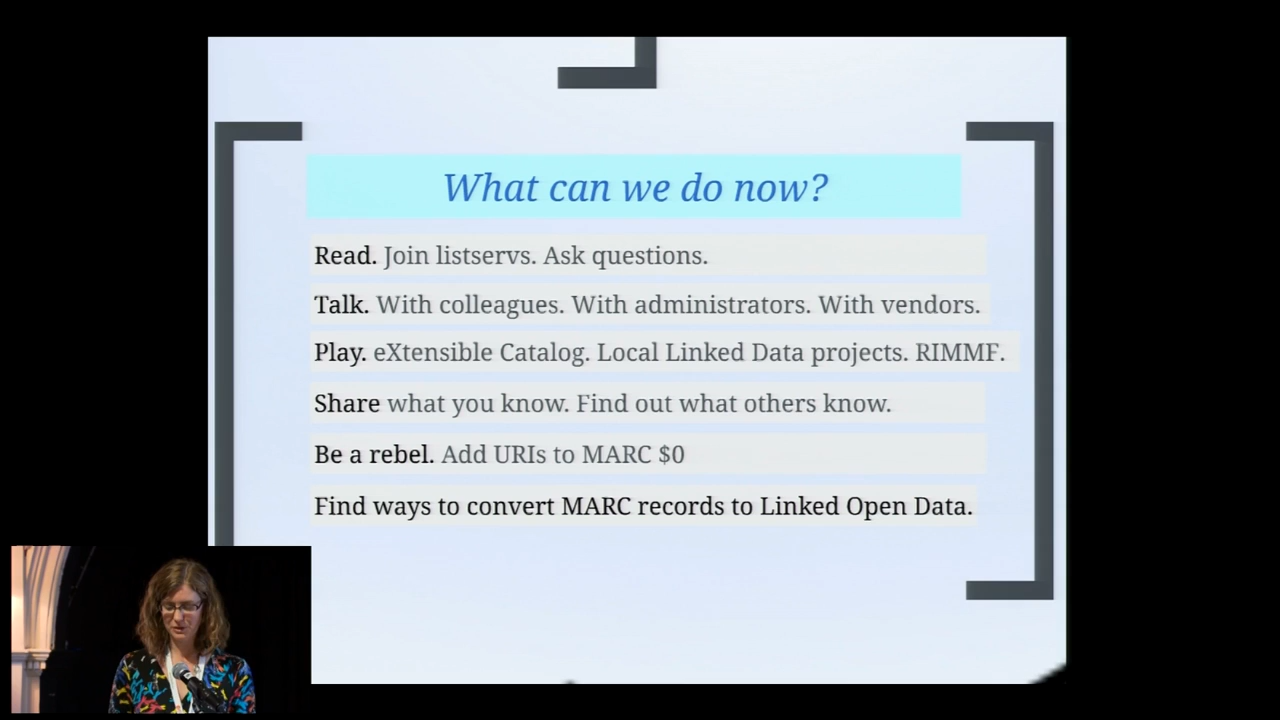 What can we do now?
Read. Join listservs. Ask questions.
Talk. With colleagues. With administrators. With vendors.
Play. eXtensible Catalog. Local Linked Data projects. RIMMF.
Share what you know. Find out what others know.
Be a rebel. Add URIs to MARC $0
Find ways to convert MARC records to Linked Open Data.